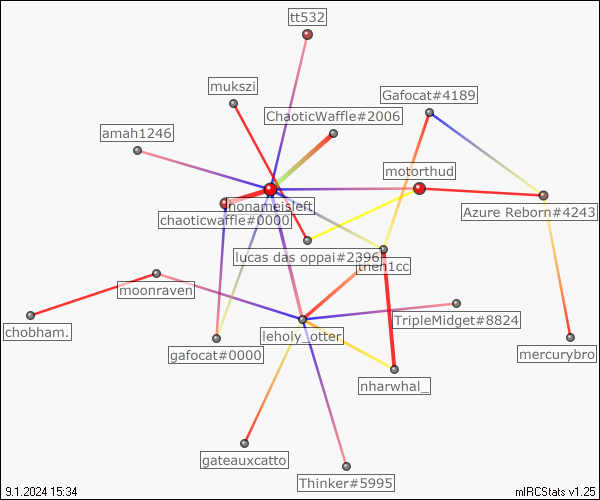 tt532
mukszi
Gafocat#4189
ChaoticWaffle#2006
amah1246
motorthud
nonameisleft
Azure Reborn#4243
chaoticwaffle#0000
lucas das oppai#2396
moonraven
TripleMidget#8824
chobham.
leholy_otter
gafocat#0000
mercurybro
nharwhal_
gateauxcatto
Thinker#5995
9.1.2024 15:34
mIRCStats v1.25